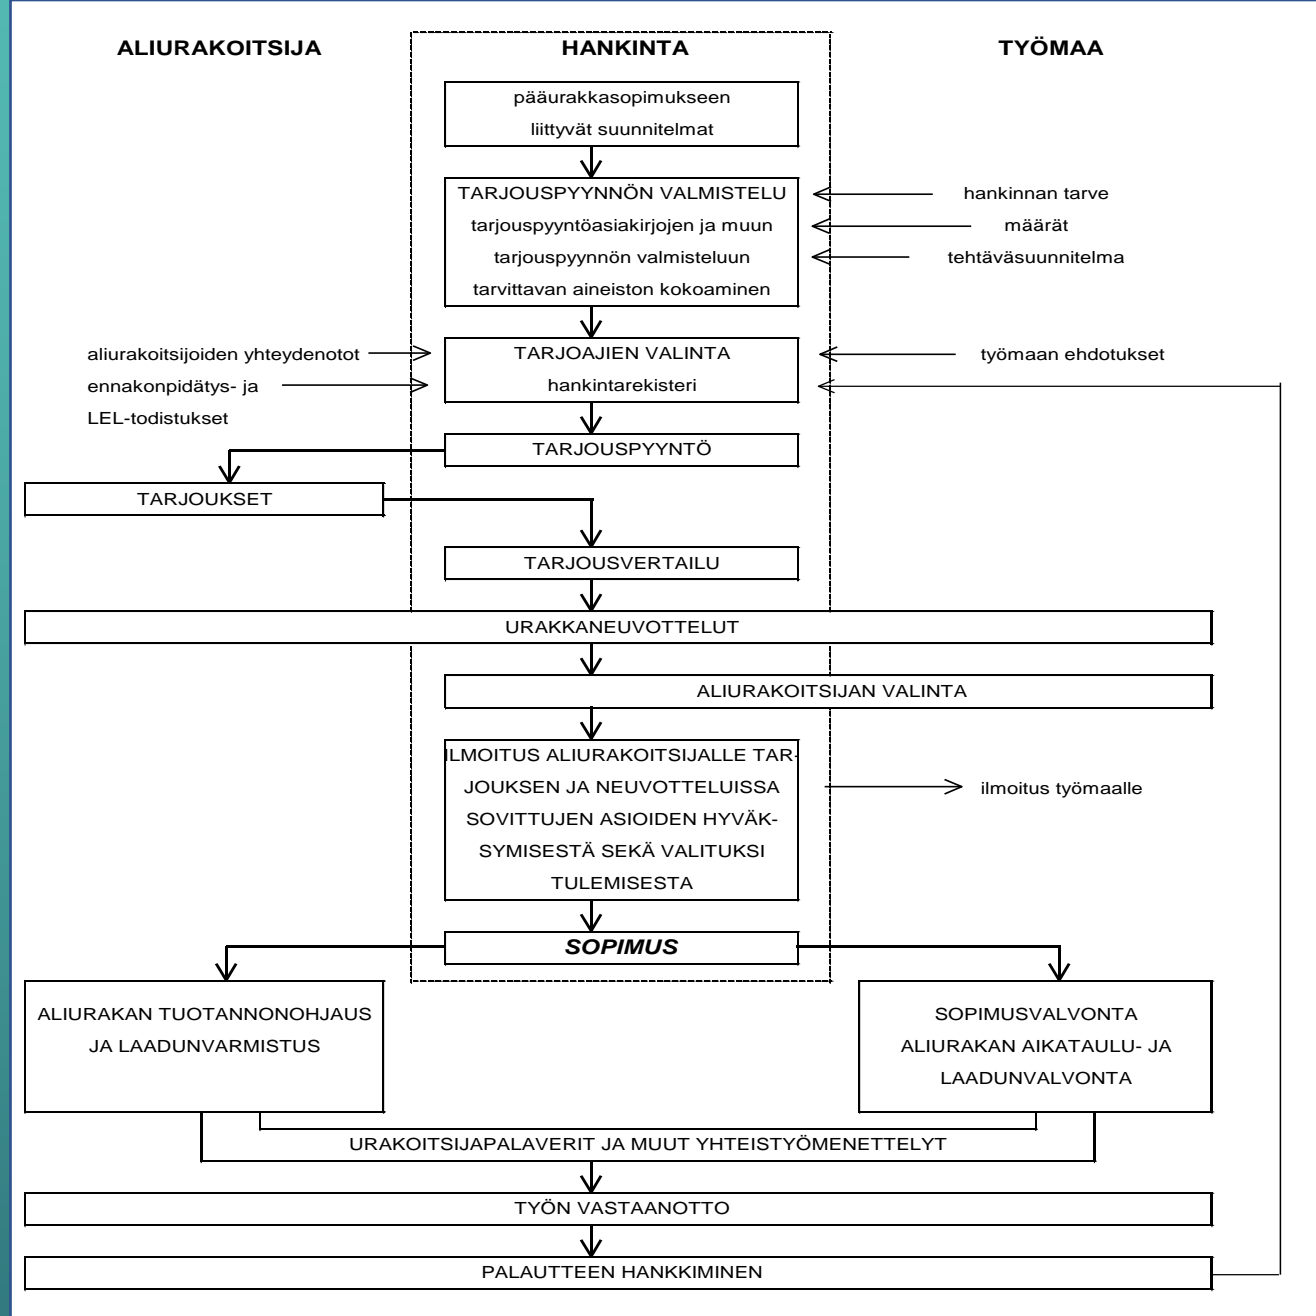 ALIURAKOITSIJA
HANKINTA
TYÖMAA
pääurakkasopimukseen
liittyvät suunnitelmat
TARJOUSPYYNNÖN VALMISTELU
tarjouspyyntöasiakirjojen ja muun
tarjouspyynnön valmisteluun
tarvittavan aineiston kokoaminen
hankinnan tarve
määrät
tehtäväsuunnitelma
aliurakoitsijoiden yhteydenotot
ennakonpidätys- ja
LEL-todistukset
TARJOAJIEN VALINTA
hankintarekisteri
työmaan ehdotukset
TARJOUSPYYNTÖ
TARJOUKSET
TARJOUSVERTAILU
URAKKANEUVOTTELUT
ALIURAKOITSIJAN VALINTA
ILMOITUS ALIURAKOITSIJALLE TAR-
JOUKSEN JA NEUVOTTELUISSA
SOVITTUJEN ASIOIDEN HYVÄK-
SYMISESTÄ SEKÄ VALITUKSI
TULEMISESTA
ilmoitus työmaalle
SOPIMUS
ALIURAKAN TUOTANNONOHJAUS
JA LAADUNVARMISTUS
SOPIMUSVALVONTA
ALIURAKAN AIKATAULU- JA
LAADUNVALVONTA
URAKOITSIJAPALAVERIT JA MUUT YHTEISTYÖMENETTELYT
TYÖN VASTAANOTTO
PALAUTTEEN HANKKIMINEN